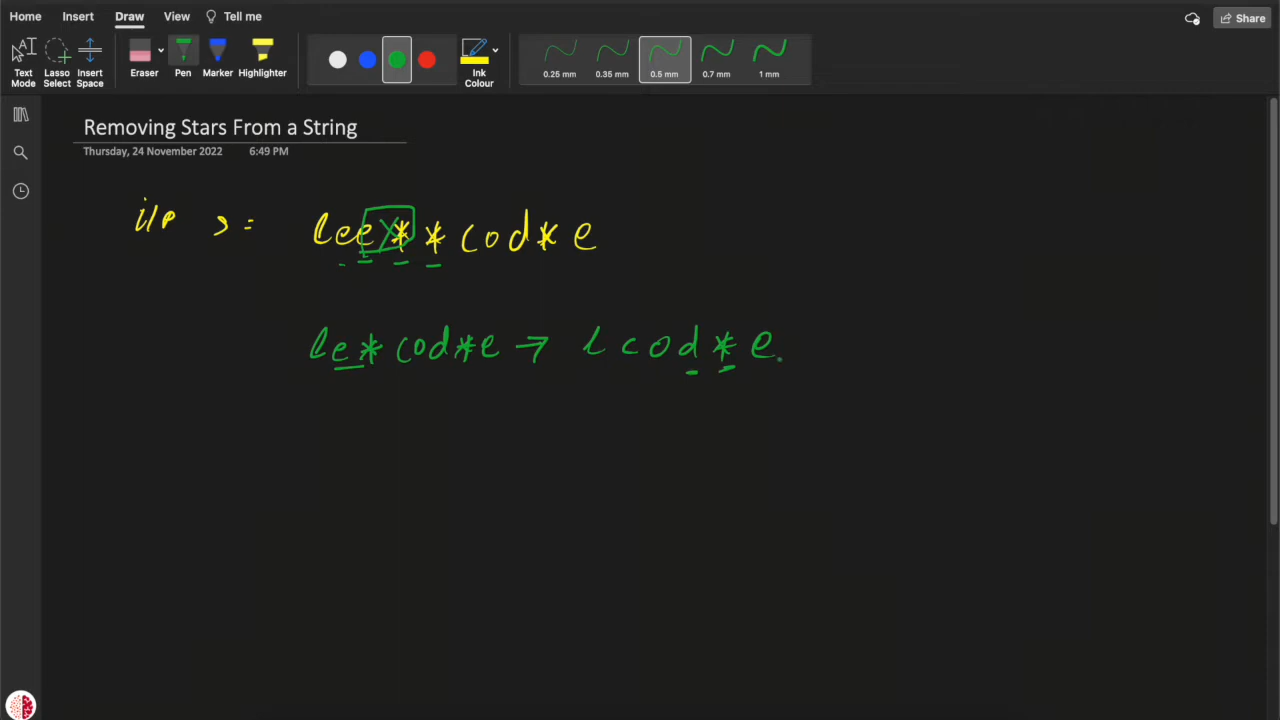 Home Insert Draw View Tell me Share
Text Mode Lasso Select Insert Space Eraser Pen Marker Highlighter Ink Colour 0.25 mm 0.35 mm 0.5 mm 0.7 mm 1 mm
Removing Stars From a String
Thursday, 24 November 2022 6:49 PM
i/p s = lee**cod*e
le*cod*e → lcod*e